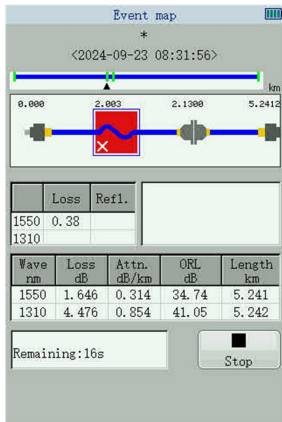 Event map
*
<2024-09-23 08:31:56>
km
0.000 2.003 2.1300 5.2412
Loss Refl.
1550 0.38
1310
Wave nm Loss dB Attn. dB/km ORL dB Length km
1550 1.646 0.314 34.74 5.241
1310 4.476 0.854 41.05 5.242
Remaining:16s
Stop